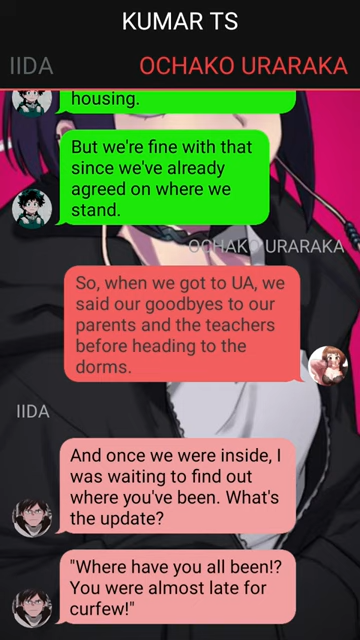 KUMAR TS
IIDA
OCHAKO URARAKA
housing.
But we're fine with that
since we've already
agreed on where we
stand.
OCHAKO URARAKA
So, when we got to UA, we
said our goodbyes to our
parents and the teachers
before heading to the
dorms.
IIDA
And once we were inside, I
was waiting to find out
where you've been. What's
the update?
"Where have you all been!?
You were almost late for
curfew!"